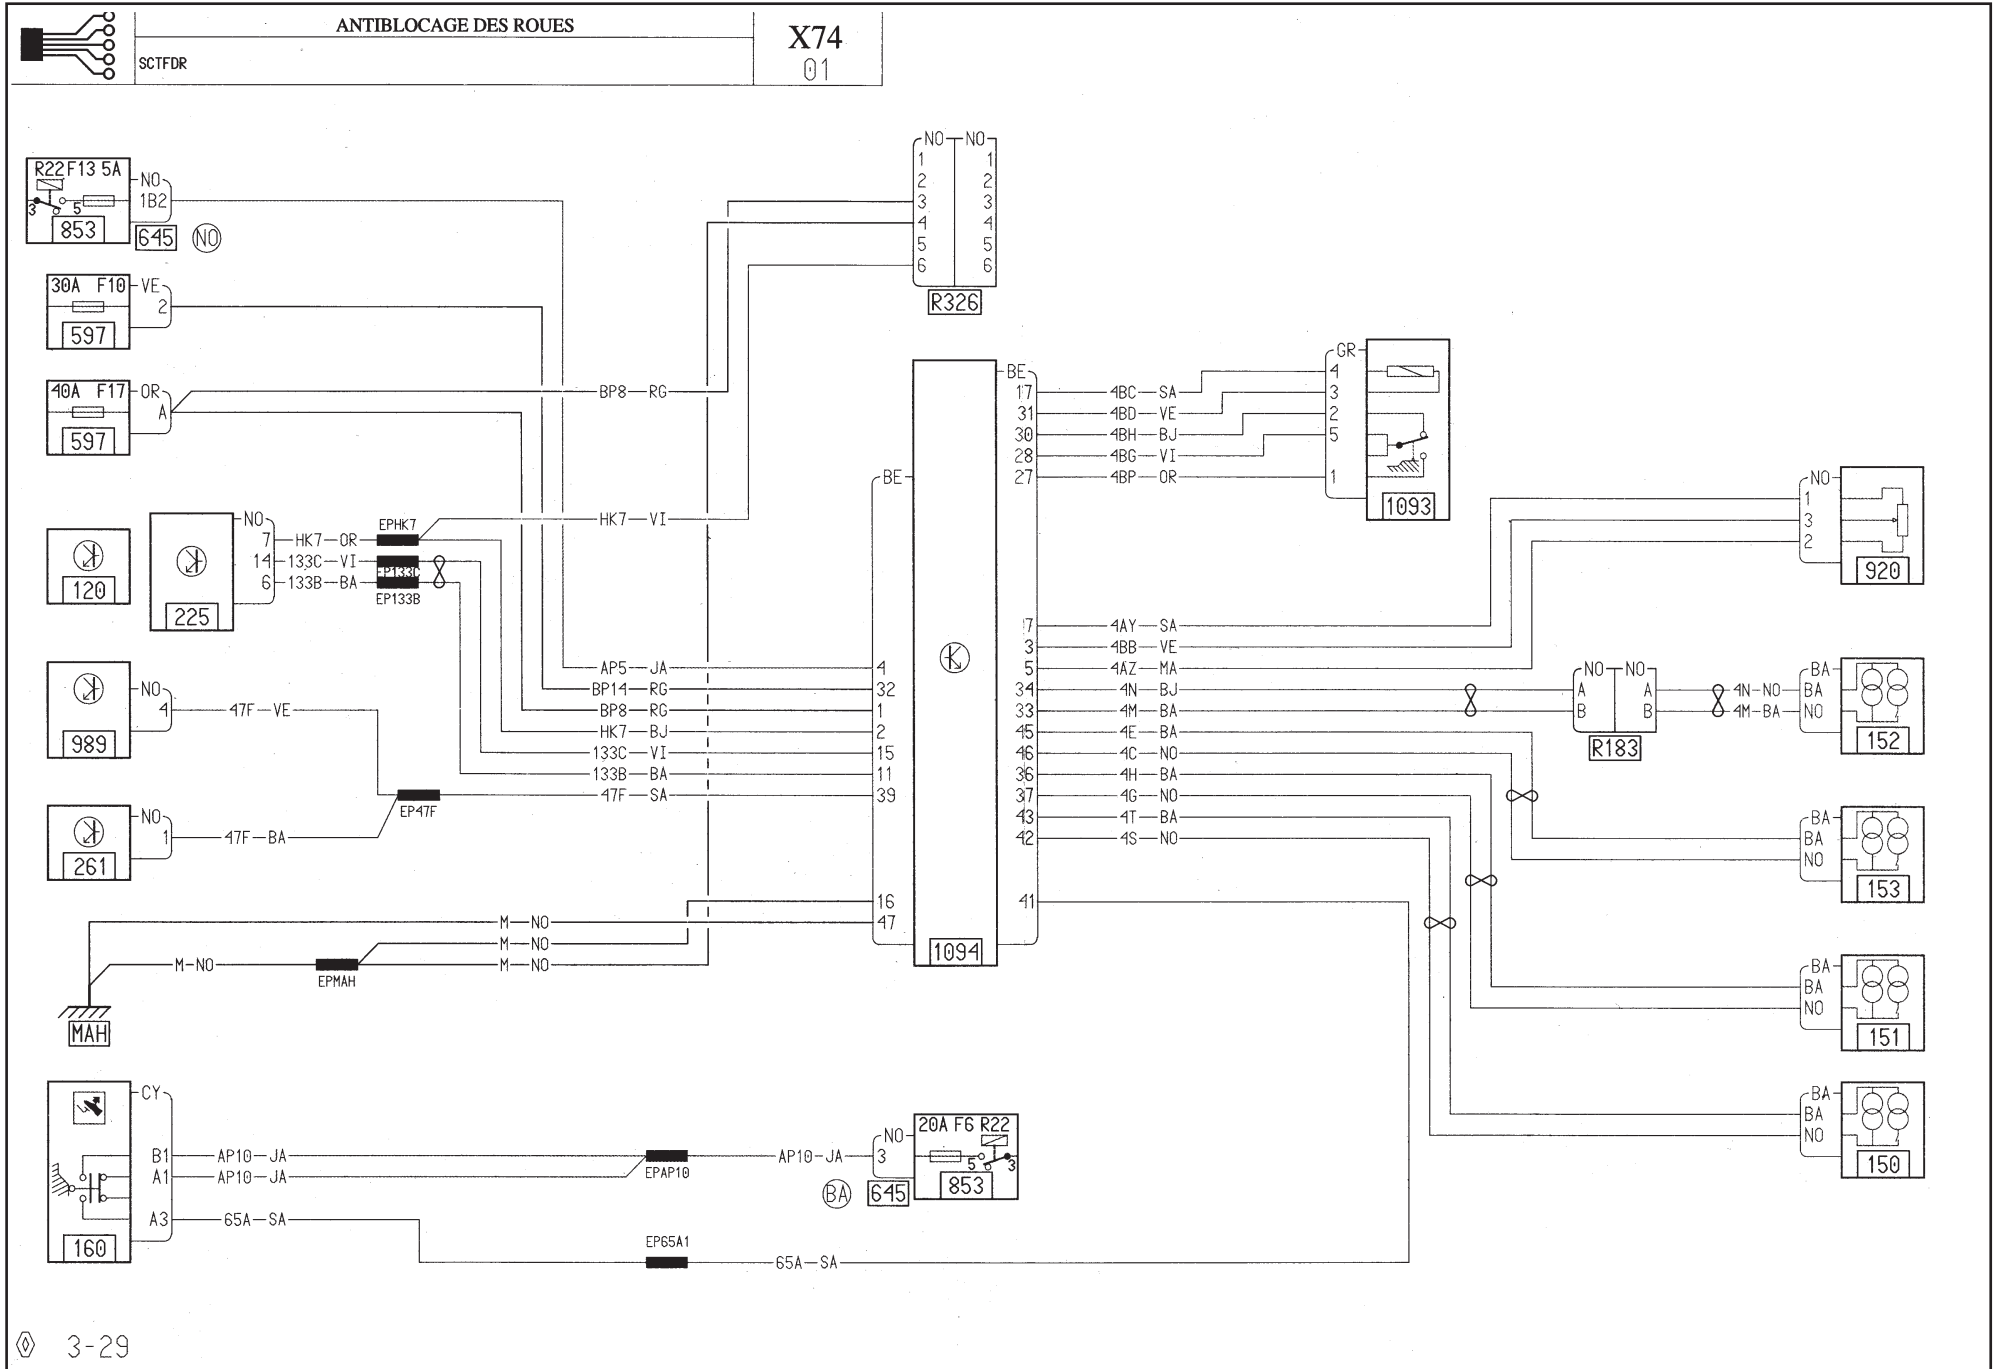 ANTIBLOCAGE DES ROUES
SCTFDR
X74
01
R22 F13 5A
3 5
853
NO
1B2
645
NO
30A F10
597
VE
2
40A F17
597
OR
A
BP8 RG
120
225
NO
7 HK7 OR
14 133C VI
6 133B BA
EPHK7
EP133C
EP133B
HK7 VI
989
NO
4
47F VE
261
NO
1
47F BA
EP47F
NO NO
1 1
2 2
3 3
4 4
5 5
6 6
R326
BE
AP5 JA 4
BP14 RG 32
BP8 RG 1
HK7 BJ 2
133C VI 15
133B BA 11
47F SA 39
16
47
M NO
M NO
M NO
M-NO
EPMAH
MAH
1094
BE
17 4BC SA
31 4BD VE
30 4BH BJ
28 4BG VI
27 4BP OR
GR
4
3
2
5
1
1093
7 4AY SA
3 4BB VE
5 4AZ MA
34 4N BJ
33 4M BA
45 4E BA
46 4C NO
36 4H BA
37 4G NO
43 4T BA
42 4S NO
41
NO
1
3
2
920
NO NO
A A
B B
R183
4N-NO
4M-BA
BA
BA
NO
152
BA
BA
NO
153
BA
BA
NO
151
BA
BA
NO
150
CY
B1 AP10 JA
A1 AP10 JA
A3 65A SA
160
EPAP10
AP10-JA
NO
3
BA
645
20A F6 R22
5 3
853
EP65A1
65A SA
3-29